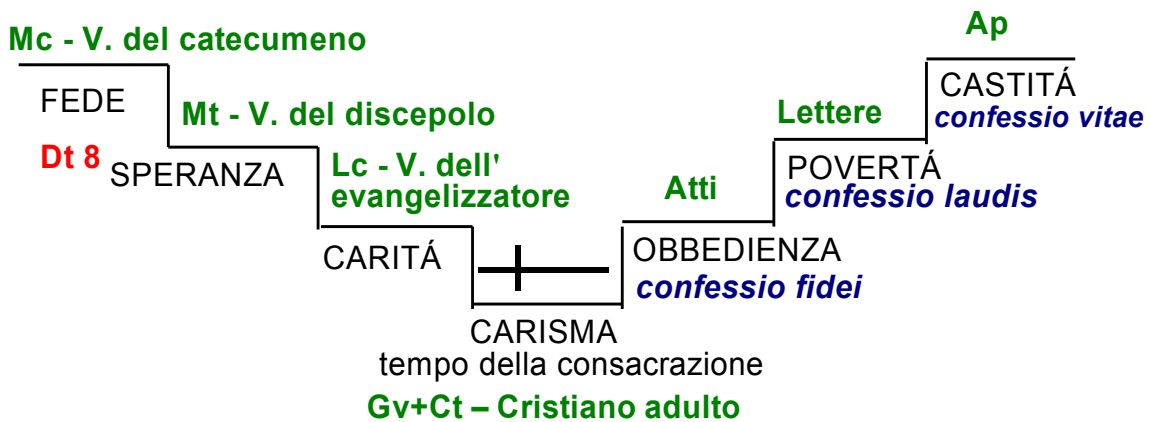 Mc - V. del catecumeno
FEDE
Dt 8
Mt - V. del discepolo
SPERANZA
Lc - V. dell'
evangelizzatore
CARITÁ
CARISMA
tempo della consacrazione
Gv+Ct – Cristiano adulto
Atti
OBBEDIENZA
confessio fidei
Lettere
POVERTÁ
confessio laudis
Ap
CASTITÁ
confessio vitae